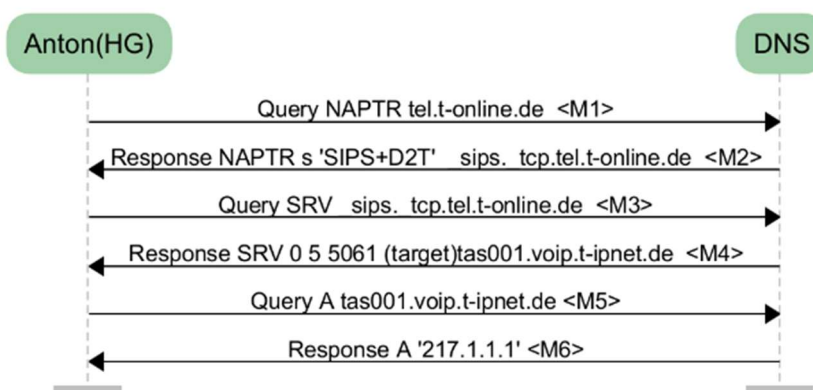 Anton(HG)
DNS
Query NAPTR tel.t-online.de <M1>
Response NAPTR s 'SIPS+D2T' _sips._tcp.tel.t-online.de <M2>
Query SRV _sips._tcp.tel.t-online.de <M3>
Response SRV 0 5 5061 (target)tas001.voip.t-ipnet.de <M4>
Query A tas001.voip.t-ipnet.de <M5>
Response A '217.1.1.1' <M6>